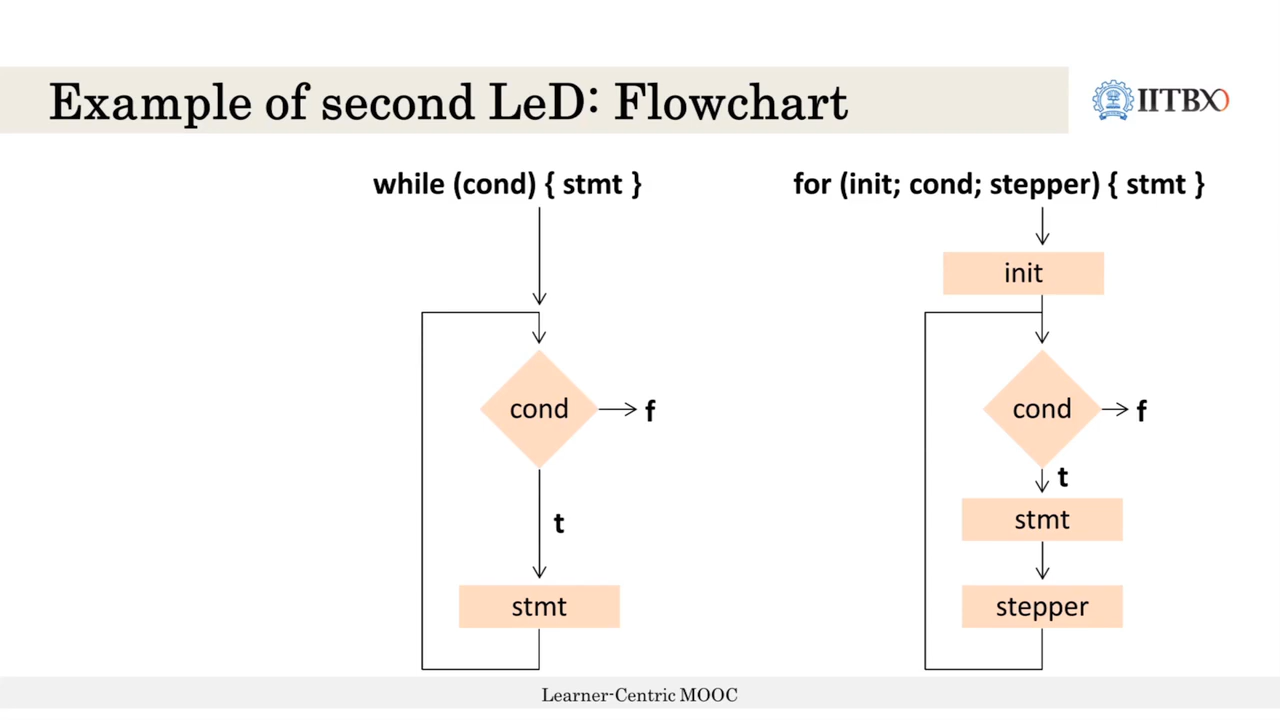 Example of second LeD: Flowchart
IITBX
while (cond) { stmt }
cond
f
t
stmt
for (init; cond; stepper) { stmt }
init
cond
f
t
stmt
stepper
Learner-Centric MOOC